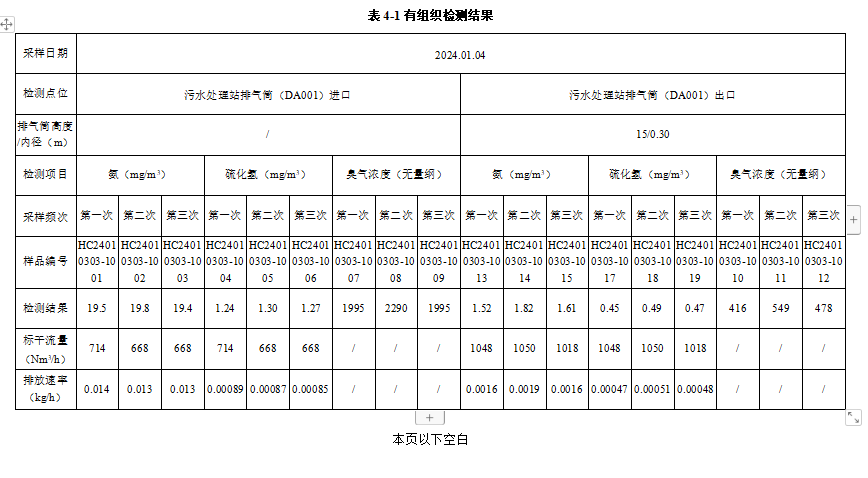 表 4-1 有组织检测结果
采样日期 2024.01.04
检测点位 污水处理站排气筒（DA001）进口 污水处理站排气筒（DA001）出口
排气筒高度
/内径（m） / 15/0.30
检测项目 氨（mg/m³） 硫化氢（mg/m³） 臭气浓度（无量纲） 氨（mg/m³） 硫化氢（mg/m³） 臭气浓度（无量纲）
采样频次 第一次 第二次 第三次 第一次 第二次 第三次 第一次 第二次 第三次 第一次 第二次 第三次 第一次 第二次 第三次 第一次 第二次 第三次
样品编号 HC24010303-1001 HC24010303-1002 HC24010303-1003 HC24010303-1004 HC24010303-1005 HC24010303-1006 HC24010303-1007 HC24010303-1008 HC24010303-1009 HC24010303-1013 HC24010303-1014 HC24010303-1015 HC24010303-1017 HC24010303-1018 HC24010303-1019 HC24010303-1010 HC24010303-1011 HC24010303-1012
检测结果 19.5 19.8 19.4 1.24 1.30 1.27 1995 2290 1995 1.52 1.82 1.61 0.45 0.49 0.47 416 549 478
标干流量
（Nm³/h） 714 668 668 714 668 668 / / / 1048 1050 1018 1048 1050 1018 / / /
排放速率
（kg/h） 0.014 0.013 0.013 0.00089 0.00087 0.00085 / / / 0.0016 0.0019 0.0016 0.00047 0.00051 0.00048 / / /
本页以下空白